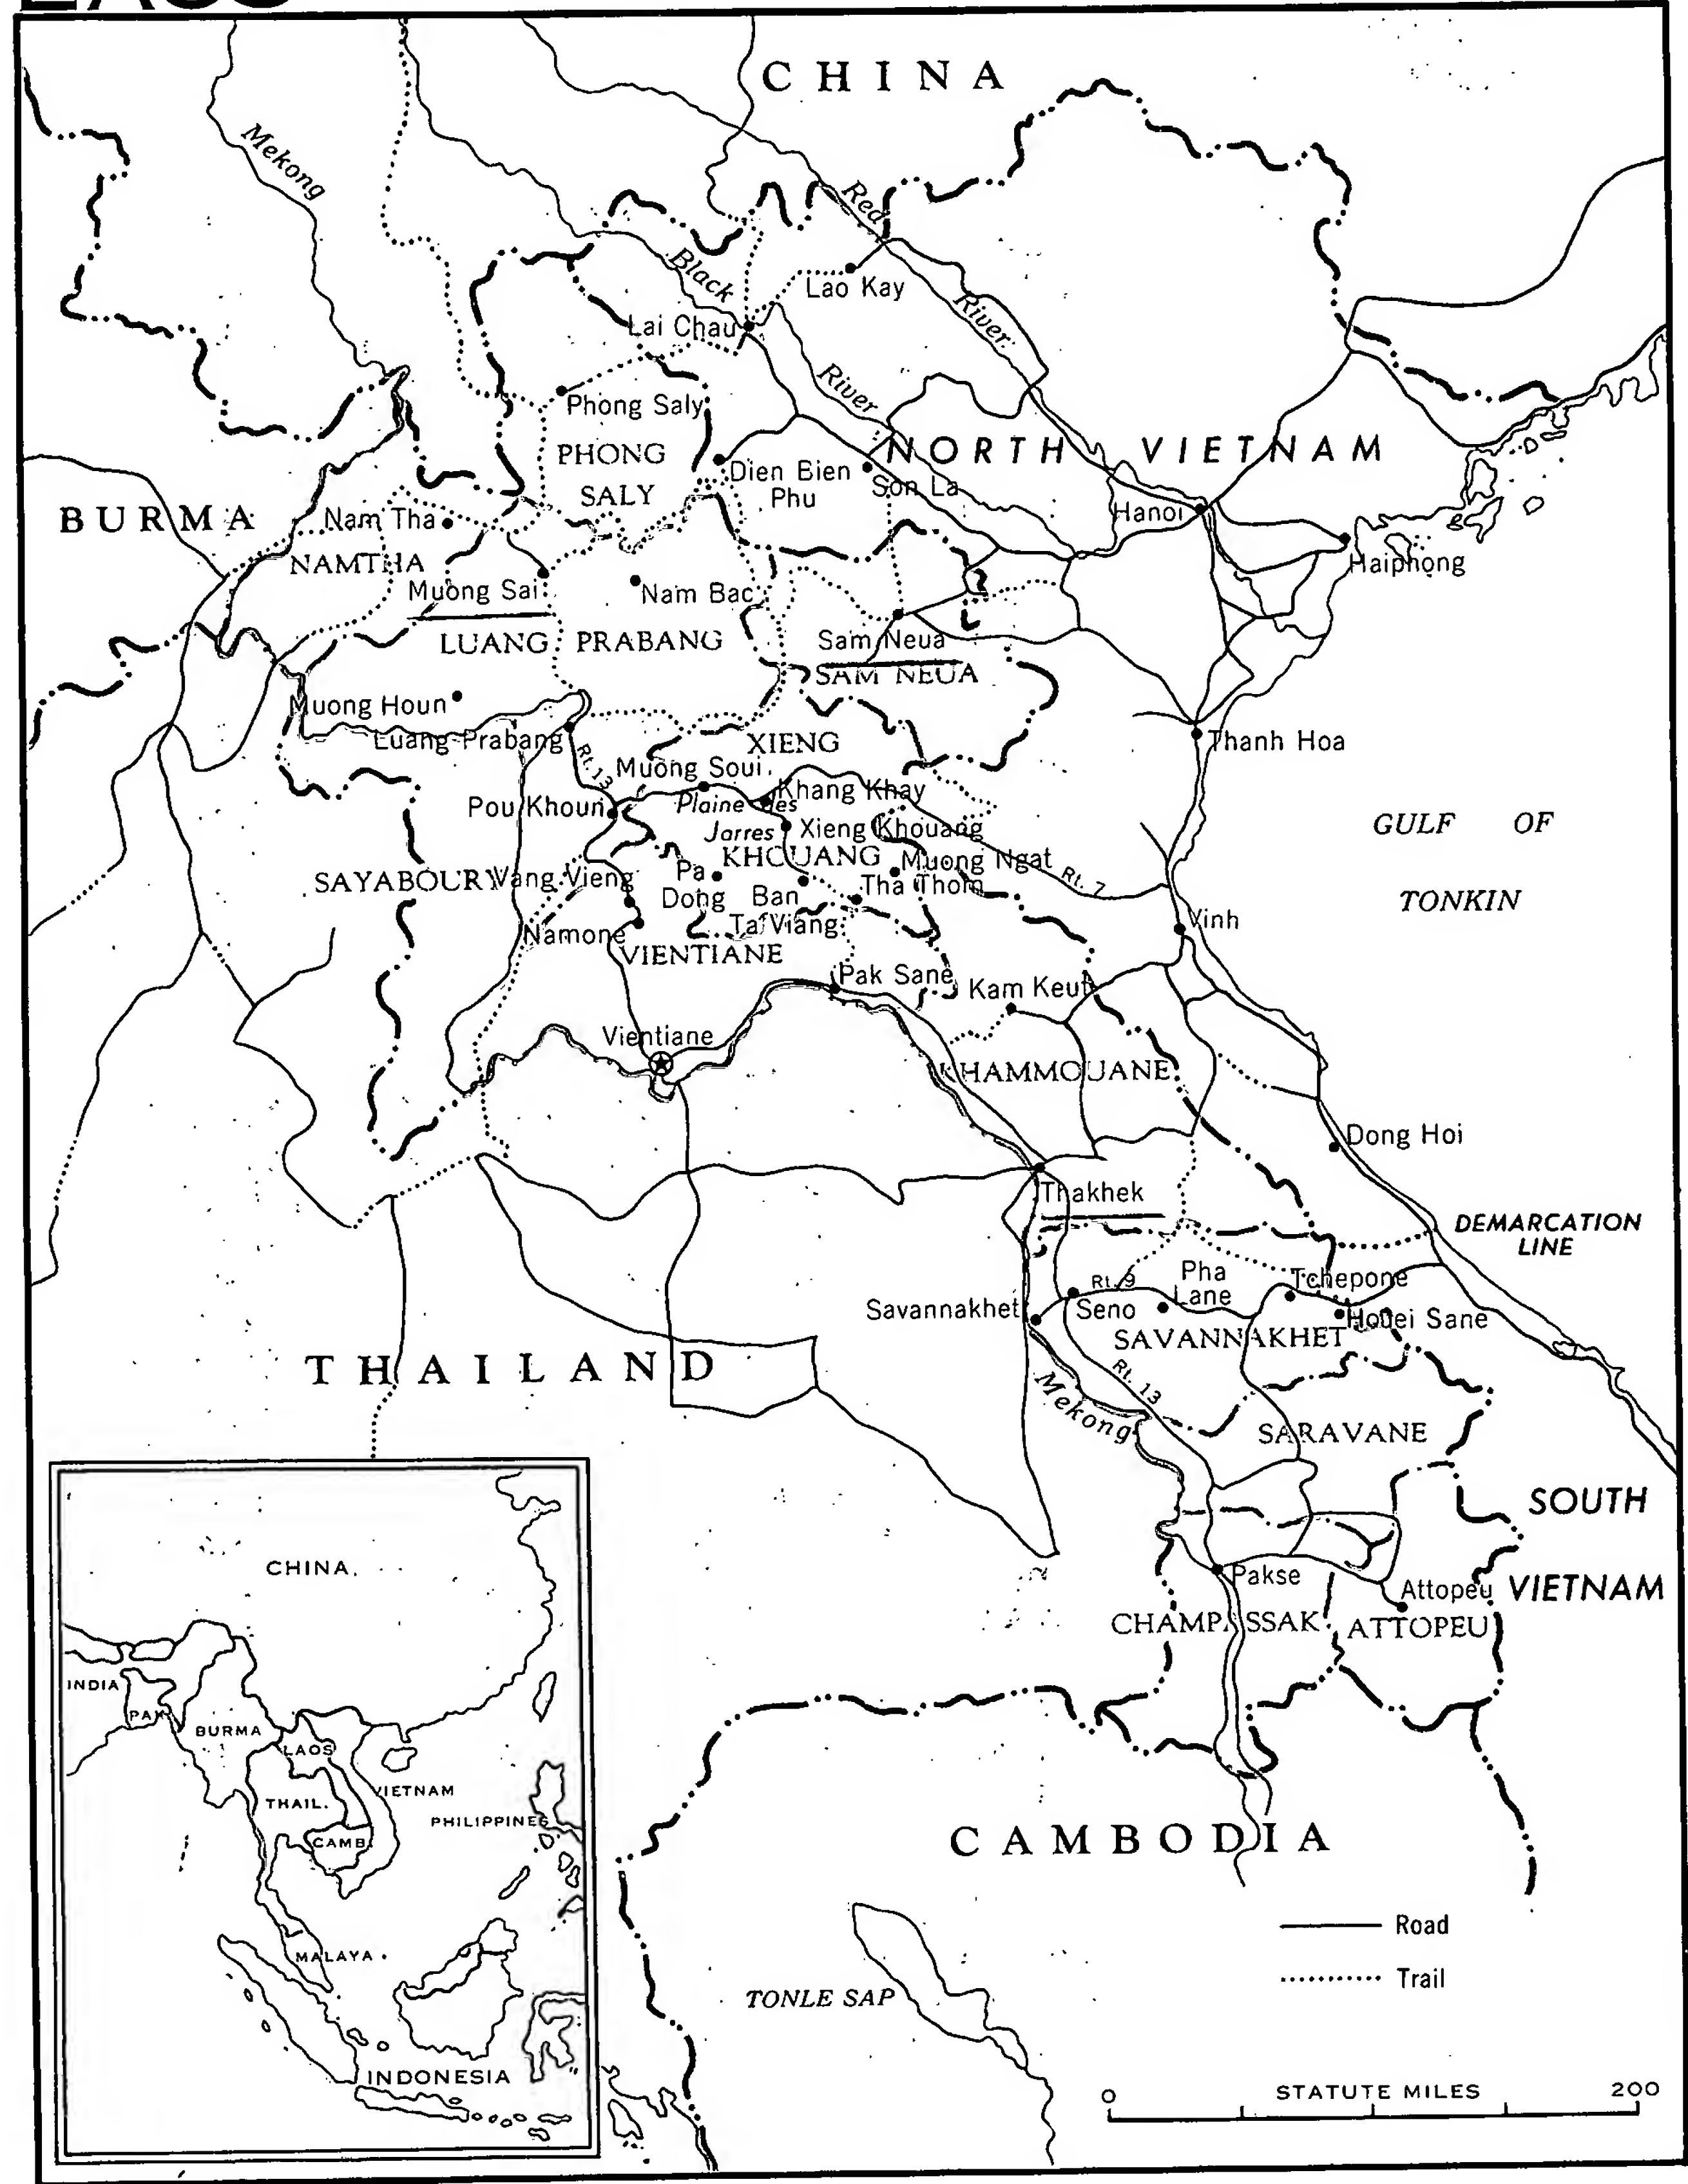 LAOS
CHINA
Mekong
Red
Black
Lao Kay
River
Lai Chau
River
Phong Saly
NORTH VIETNAM
PHONG
SALY
Dien Bien
Phu
Son La
BURMA
Nam Tha
Hanoi
NAMTHA
Haiphong
Muong Sai
Nam Bac
LUANG PRABANG
Sam Neua
SAM NEUA
Muong Houn
Luang Prabang
XIENG
Thanh Hoa
Rt. 13
Muong Soui
Khang Khay
Pou Khoun
Plaine des
Jarres
Xieng Khouang
GULF OF
KHOUANG
Muong Ngat
SAYABOURY
Vang Vieng
Pa
Dong
Ban
Ta Viang
Tha Thom
Rt. 7
TONKIN
Vinh
Namone
VIENTIANE
Pak Sane
Kam Keut
Vientiane
KHAMMOUANE
Dong Hoi
Thakhek
DEMARCATION
LINE
Rt. 9
Pha
Lane
Tchepone
Savannakhet
Seno
Houei Sane
SAVANNAKHET
THAILAND
Rt. 13
Mekong
SARAVANE
SOUTH
VIETNAM
Pakse
Attopeu
CHAMPASSAK
ATTOPEU
CAMBODIA
TONLE SAP
Road
Trail
STATUTE MILES
0 200
CHINA
INDIA
PAK
BURMA
LAOS
VIETNAM
THAIL.
PHILIPPINES
CAMB.
MALAYA
INDONESIA